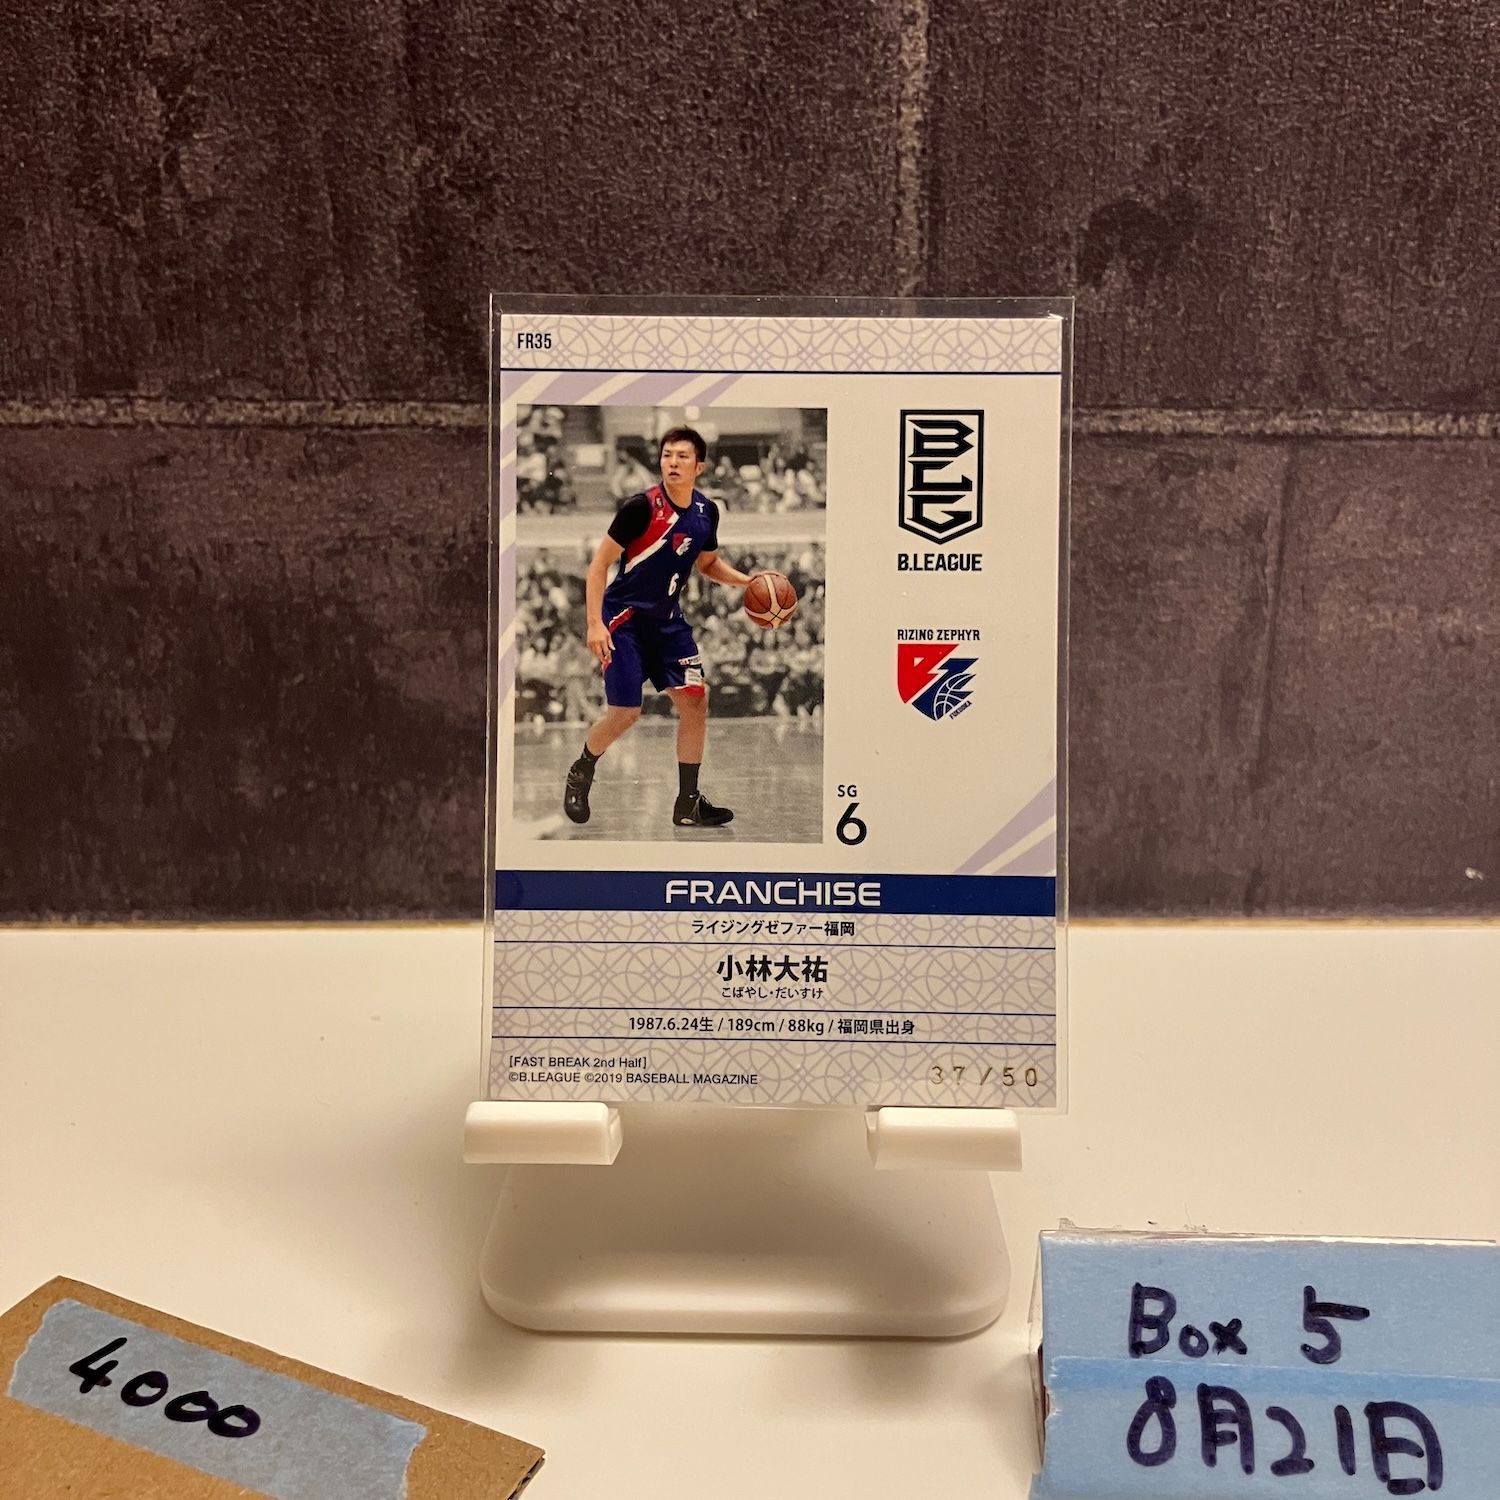 FR35
BLG
B.LEAGUE
RIZING ZEPHYR
FUKUOKA
6
SG
6
FRANCHISE
ライジングゼファー福岡
小林大祐
こばやし・だいすけ
1987.6.24生 / 189cm / 88kg / 福岡県出身
[FAST BREAK 2nd Half]
©B.LEAGUE ©2019 BASEBALL MAGAZINE
37/50
4000
Box 5
8月21日